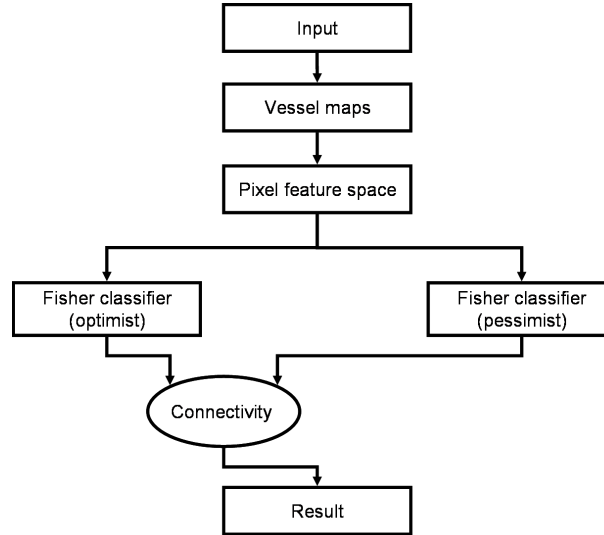 Input
Vessel maps
Pixel feature space
Fisher classifier
(optimist)
Fisher classifier
(pessimist)
Connectivity
Result